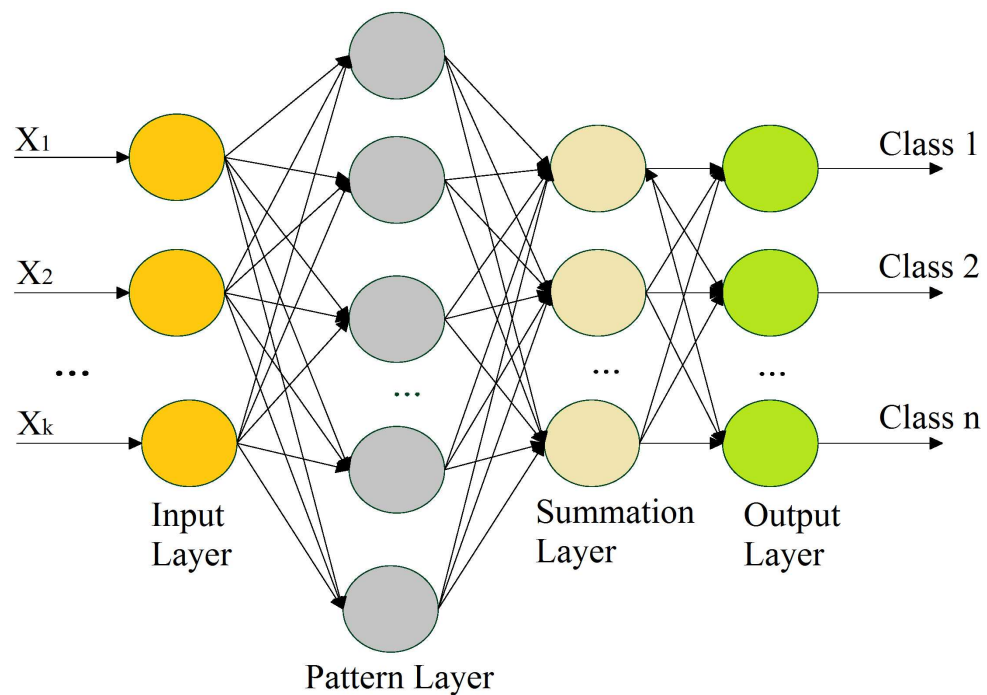 X1
Class 1
X2
Class 2
...
...
...
...
Xk
Class n
Input
Layer
Summation
Layer
Output
Layer
Pattern Layer